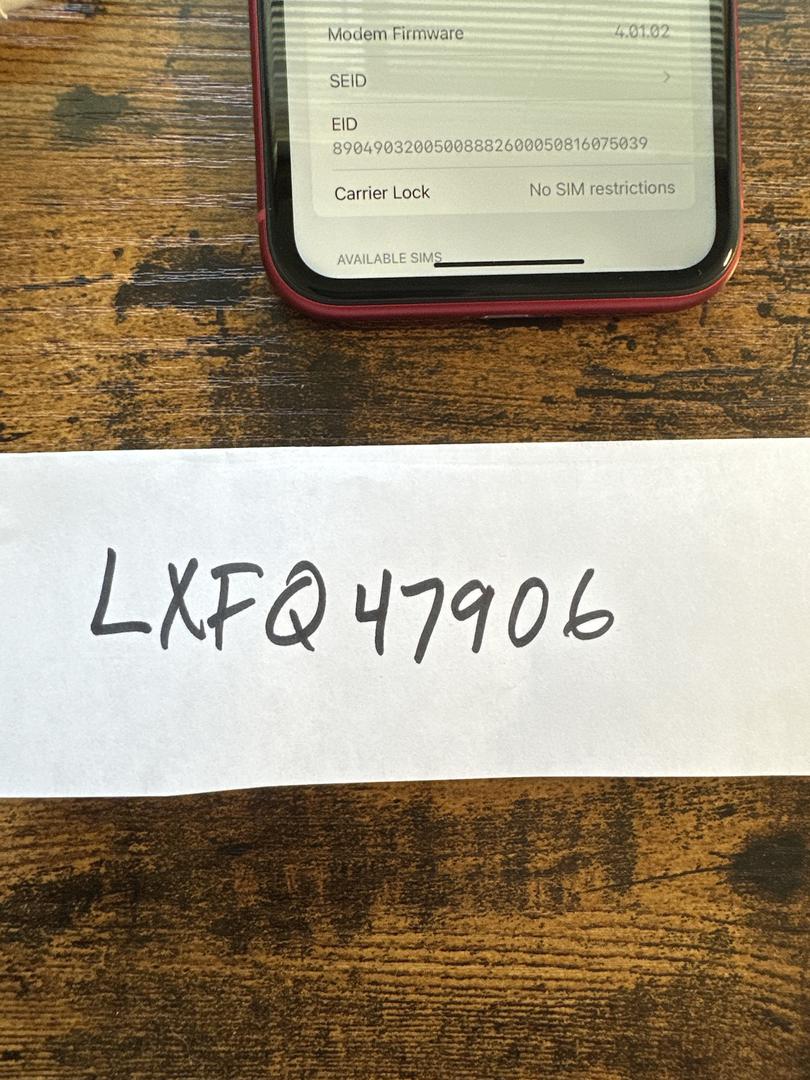 Modem Firmware 4.01.02
SEID
EID
89049032005008882600050816075039
Carrier Lock No SIM restrictions
AVAILABLE SIMS
LXFQ47906